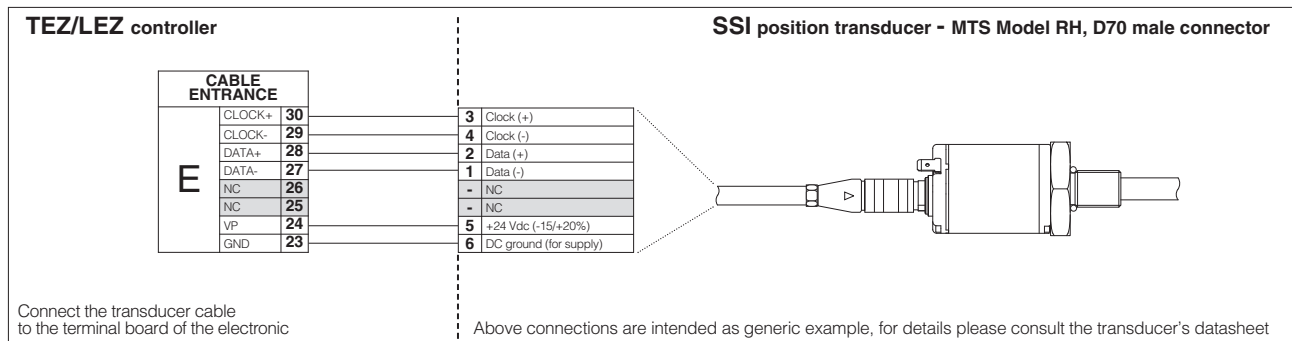 TEZ/LEZ controller
SSI position transducer - MTS Model RH, D70 male connector
CABLE
ENTRANCE
E
CLOCK+ 30
CLOCK- 29
DATA+ 28
DATA- 27
NC 26
NC 25
VP 24
GND 23
3 Clock (+)
4 Clock (-)
2 Data (+)
1 Data (-)
- NC
- NC
5 +24 Vdc (-15/+20%)
6 DC ground (for supply)
Connect the transducer cable
to the terminal board of the electronic
Above connections are intended as generic example, for details please consult the transducer's datasheet